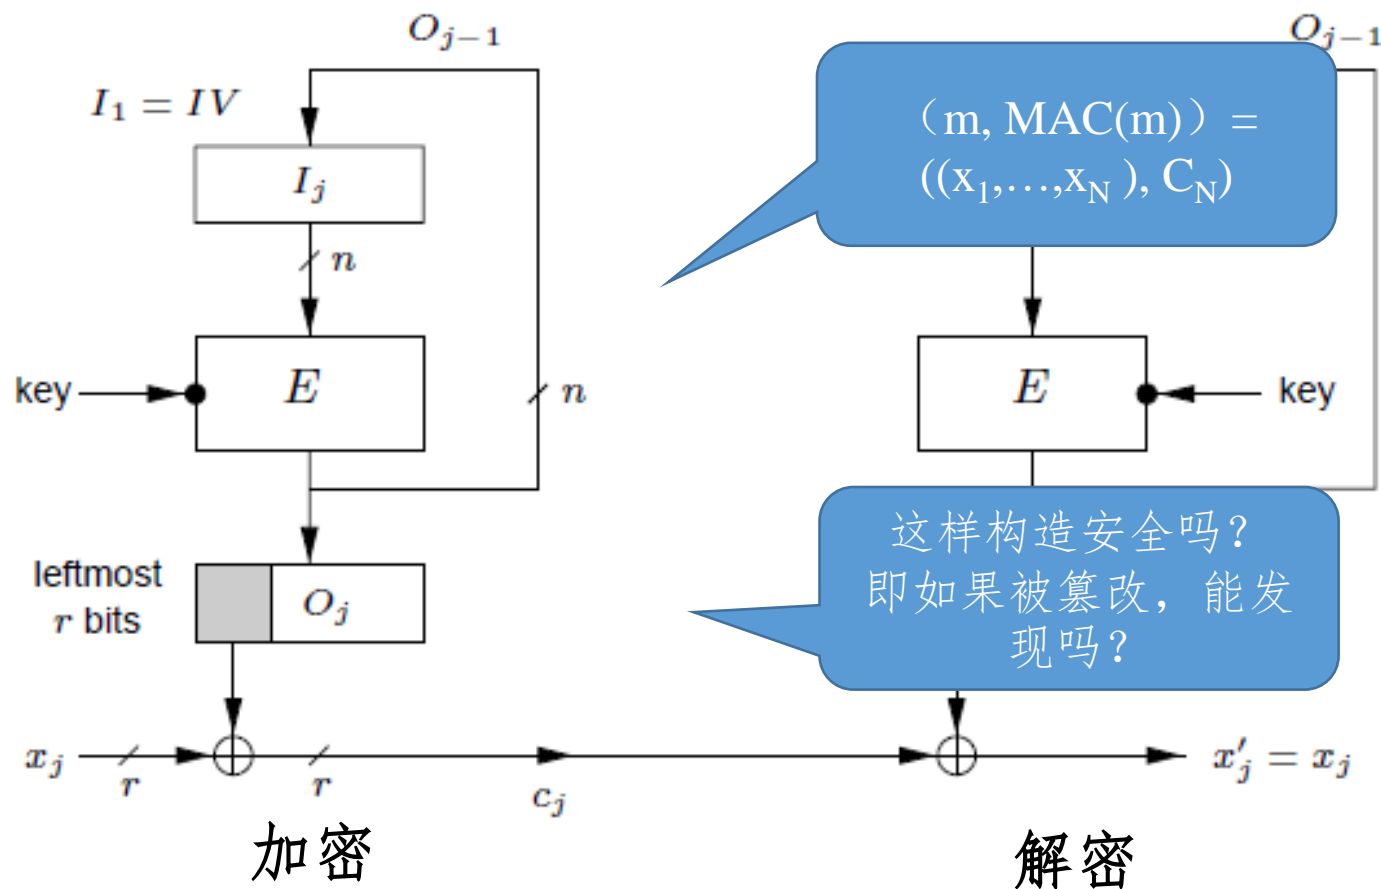 O_{j-1}
I_1 = IV
I_j
n
key
E
n
leftmost
r bits
O_j
x_j
r
r
c_j
加密
O_{j-1}
（m, MAC(m)）=
((x_1,…,x_N ), C_N)
E
key
这样构造安全吗？
即如果被篡改，能发
现吗？
x'_j = x_j
解密